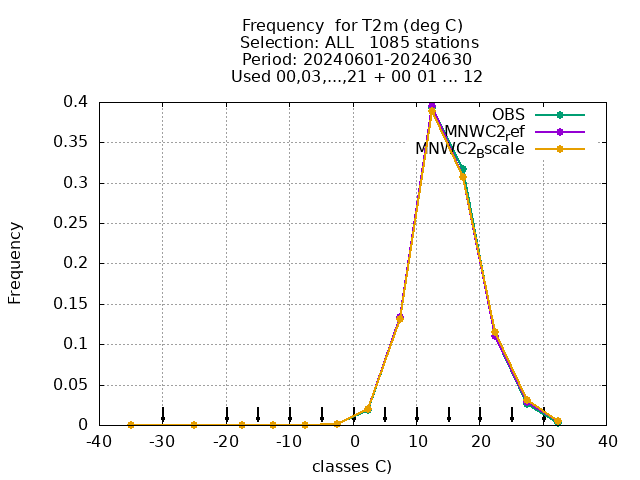 Frequency  for T2m (deg C)
Selection: ALL   1085 stations
Period: 20240601-20240630
Used 00,03,...,21 + 00 01 ... 12
OBS
MNWC2_ref
MNWC2_Bscale
0.4
0.35
0.3
0.25
0.2
0.15
0.1
0.05
0
Frequency
-40 -30 -20 -10 0 10 20 30 40
classes C)